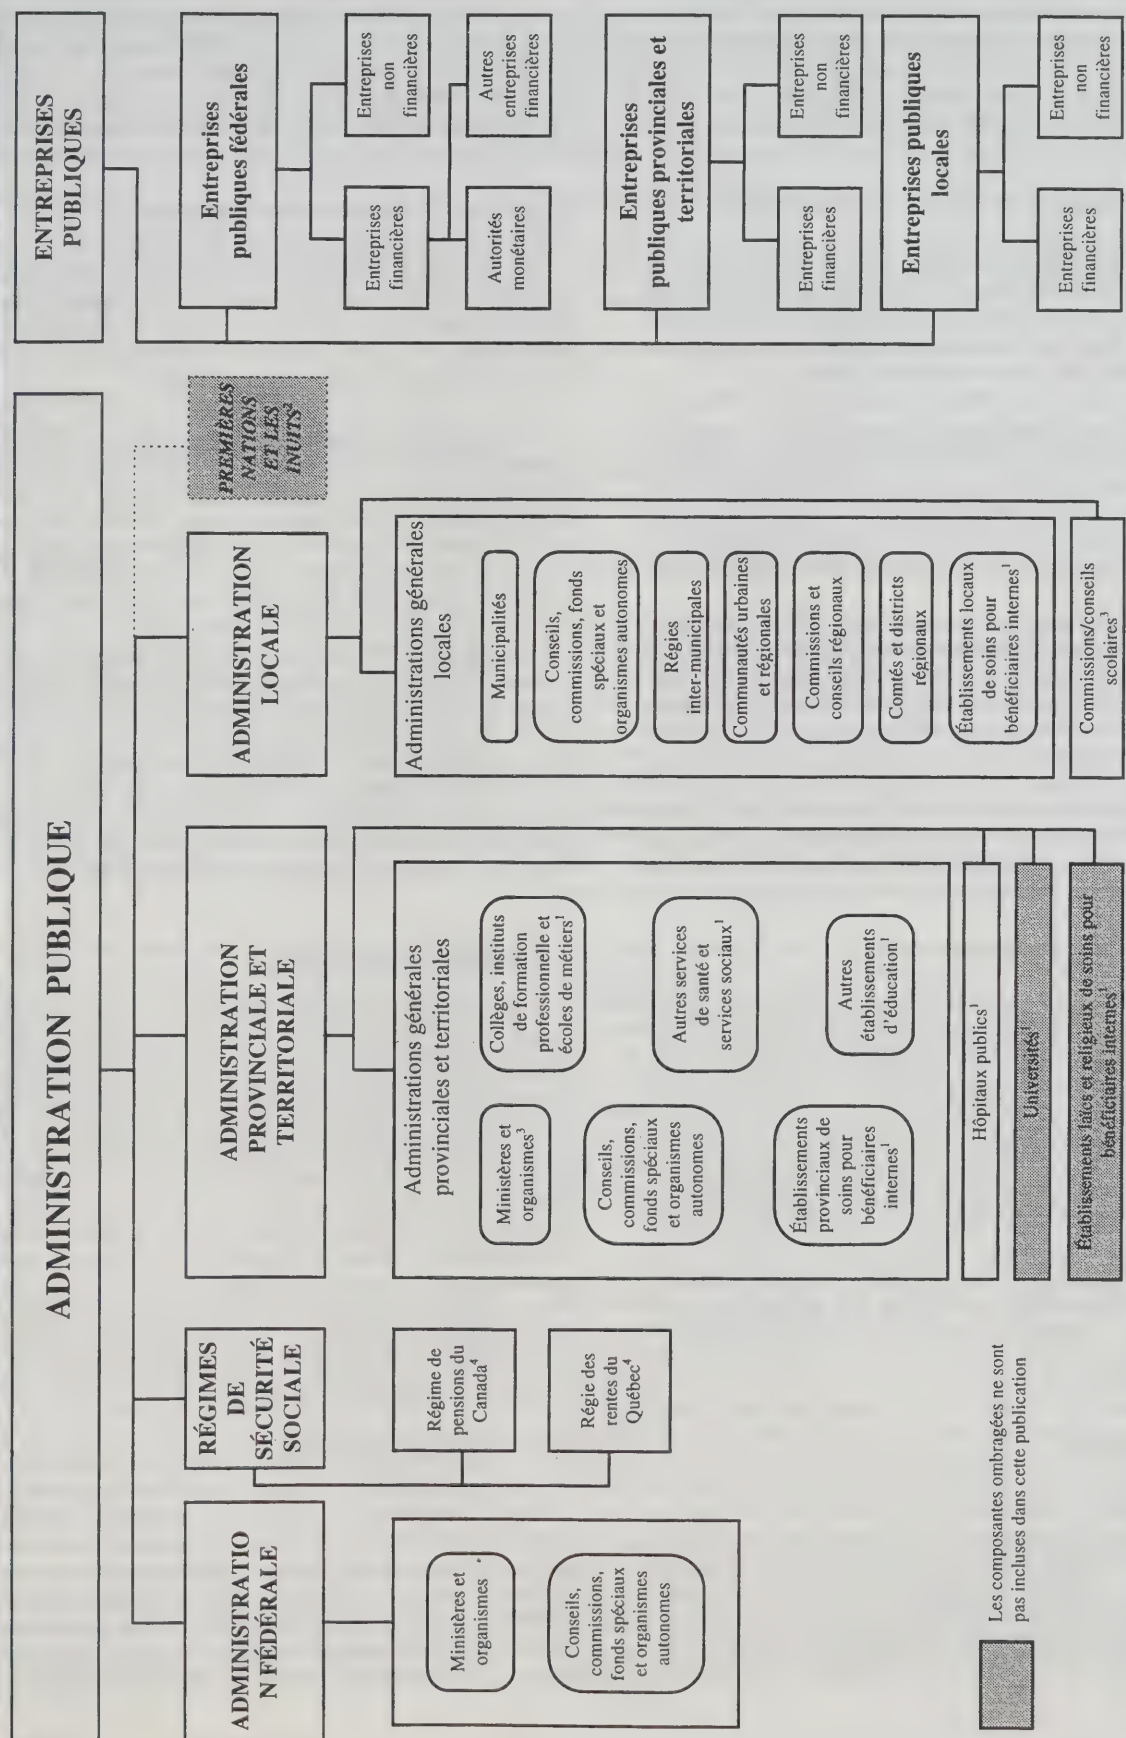 ADMINISTRATION PUBLIQUE
ADMINISTRATIO
N FÉDÉRALE
Ministères et
organismes
Conseils,
commissions,
fonds spéciaux
et organismes
autonomes
RÉGIMES
DE
SÉCURITÉ
SOCIALE
Régime de
pensions du
Canada⁴
Régie des
rentes du
Québec⁴
ADMINISTRATION
PROVINCIALE ET
TERRITORIALE
Administrations générales
provinciales et territoriales
Ministères et
organismes³
Conseils,
commissions,
fonds spéciaux
et organismes
autonomes
Établissements
provinciaux de
soins pour
bénéficiaires
internes¹
Collèges, instituts
de formation
professionnelle et
écoles de métiers¹
Autres services
de santé et
services sociaux¹
Autres
établissements
d'éducation¹
Hôpitaux publics¹
Universités¹
Établissements laïcs et religieux de soins pour
bénéficiaires internes¹
ADMINISTRATION
LOCALE
Administrations générales
locales
Municipalités
Conseils,
commissions, fonds
spéciaux et
organismes autonomes
Régies
inter-municipales
Communautés urbaines
et régionales
Commissions et
conseils régionaux
Comtés et districts
régionaux
Établissements locaux
de soins pour
bénéficiaires internes¹
Commissions/conseils
scolaires³
PREMIÈRES
NATIONS
ET LES
INUITS²
ENTREPRISES
PUBLIQUES
Entreprises
publiques fédérales
Entreprises
financières
Entreprises
non
financières
Autorités
monétaires
Autres
entreprises
financières
Entreprises
publiques provinciales et
territoriales
Entreprises
financières
Entreprises
non
financières
Entreprises publiques
locales
Entreprises
financières
Entreprises
non
financières
Les composantes ombragées ne sont
pas incluses dans cette publication